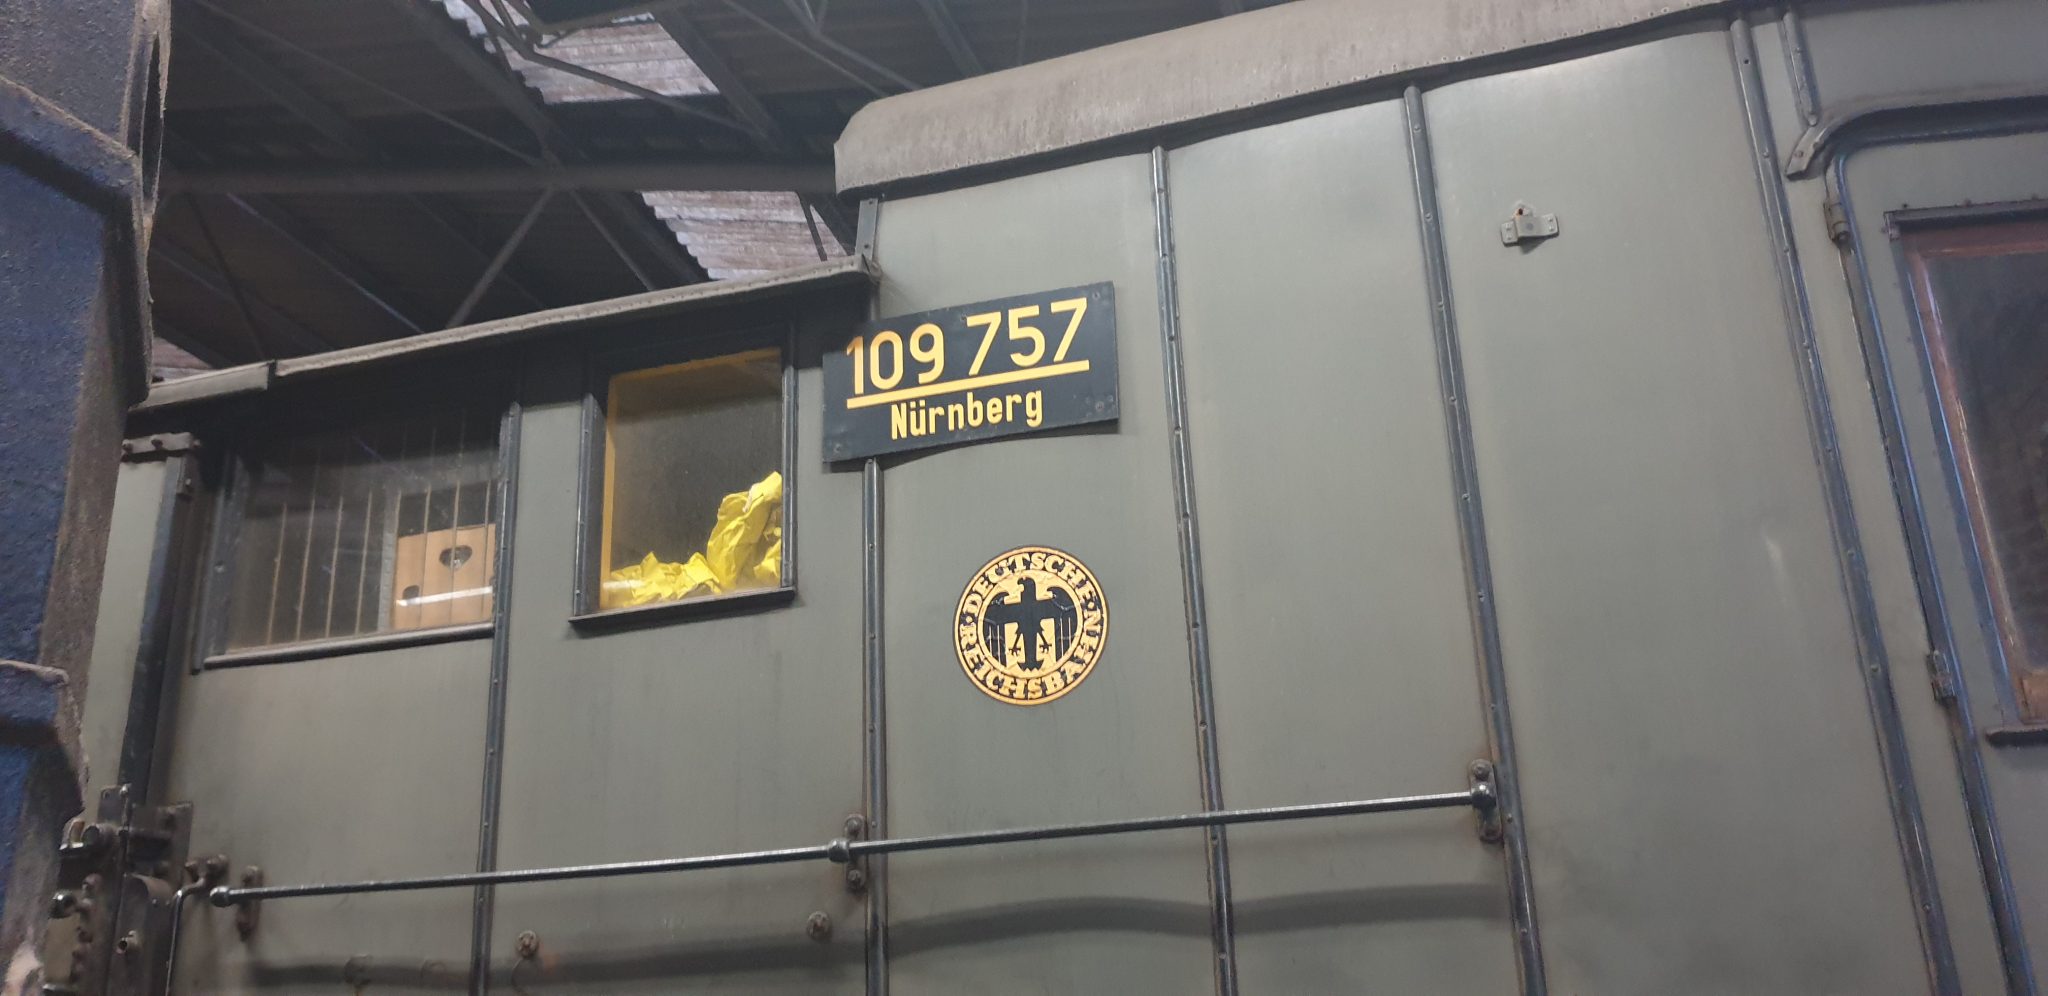 109 757
Nürnberg
DEUTSCHE · REICHSBAHN ·